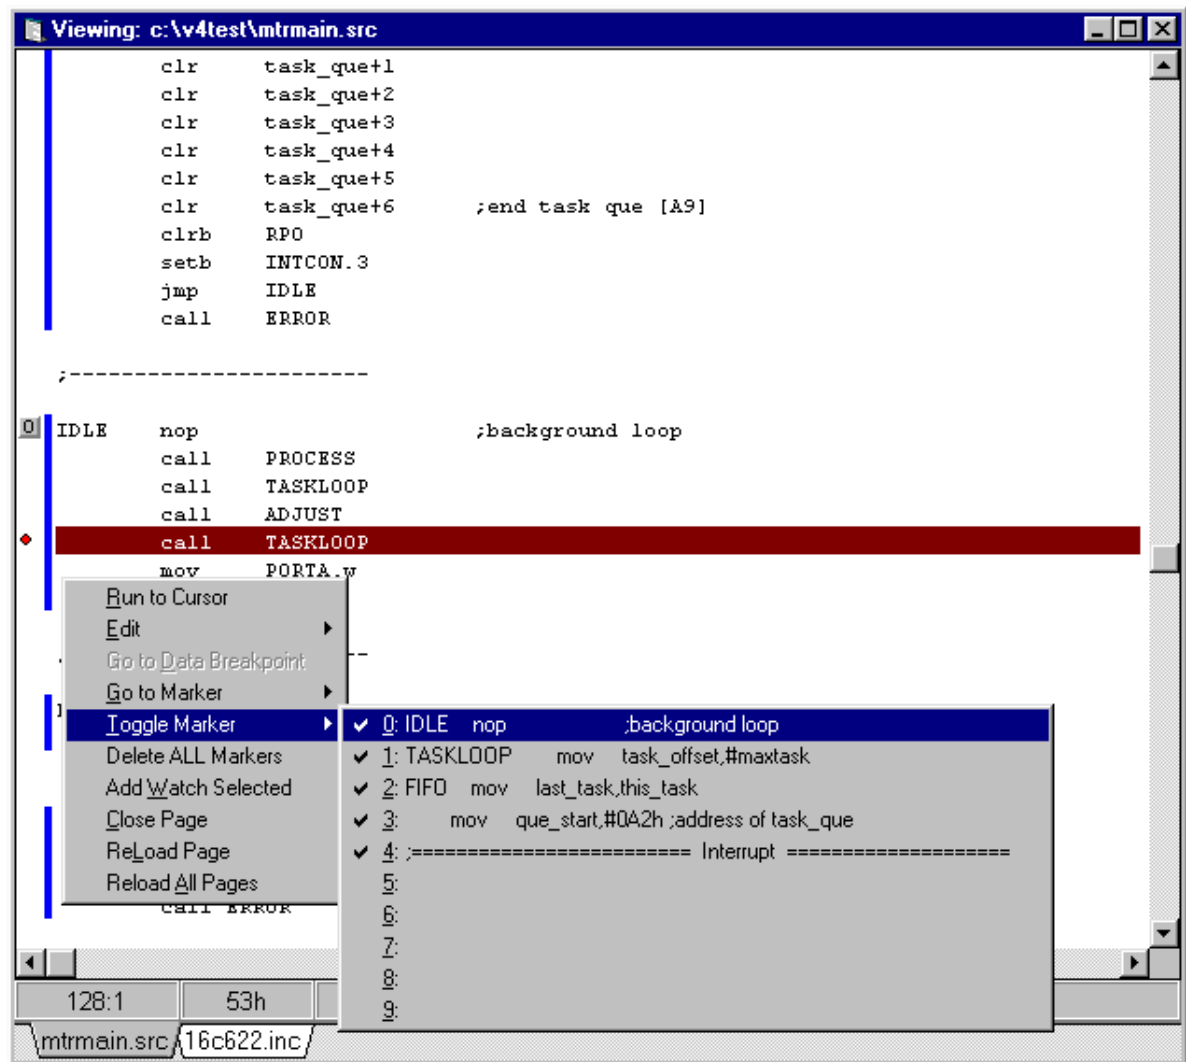 Viewing: c:\v4test\mtrmain.src
clr task_que+1
clr task_que+2
clr task_que+3
clr task_que+4
clr task_que+5
clr task_que+6 ;end task que [A9]
clrb RP0
setb INTCON.3
jmp IDLE
call ERROR
;-----------------------
0 IDLE nop ;background loop
call PROCESS
call TASKLOOP
call ADJUST
call TASKLOOP
mov PORTA.w
Run to Cursor
Edit
Go to Data Breakpoint
Go to Marker
Toggle Marker
Delete ALL Markers
Add Watch Selected
Close Page
ReLoad Page
Reload All Pages
0: IDLE nop ;background loop
1: TASKLOOP mov task_offset,#maxtask
2: FIFO mov last_task,this_task
3: mov que_start,#0A2h ;address of task_que
4: ;========================= Interrupt ====================
5:
6:
7:
8:
9:
call ERROR
128:1 53h
mtrmain.src 16c622.inc